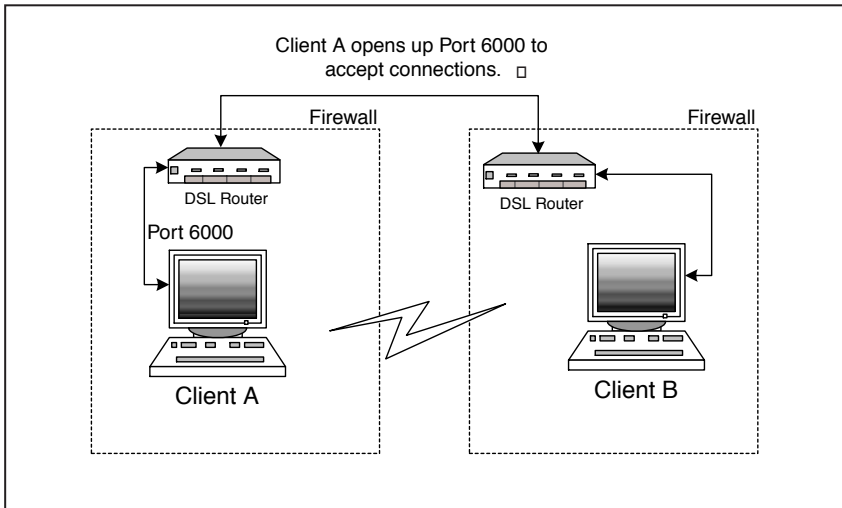 Client A opens up Port 6000 to
accept connections.
Firewall
Firewall
DSL Router
DSL Router
Port 6000
Client A
Client B